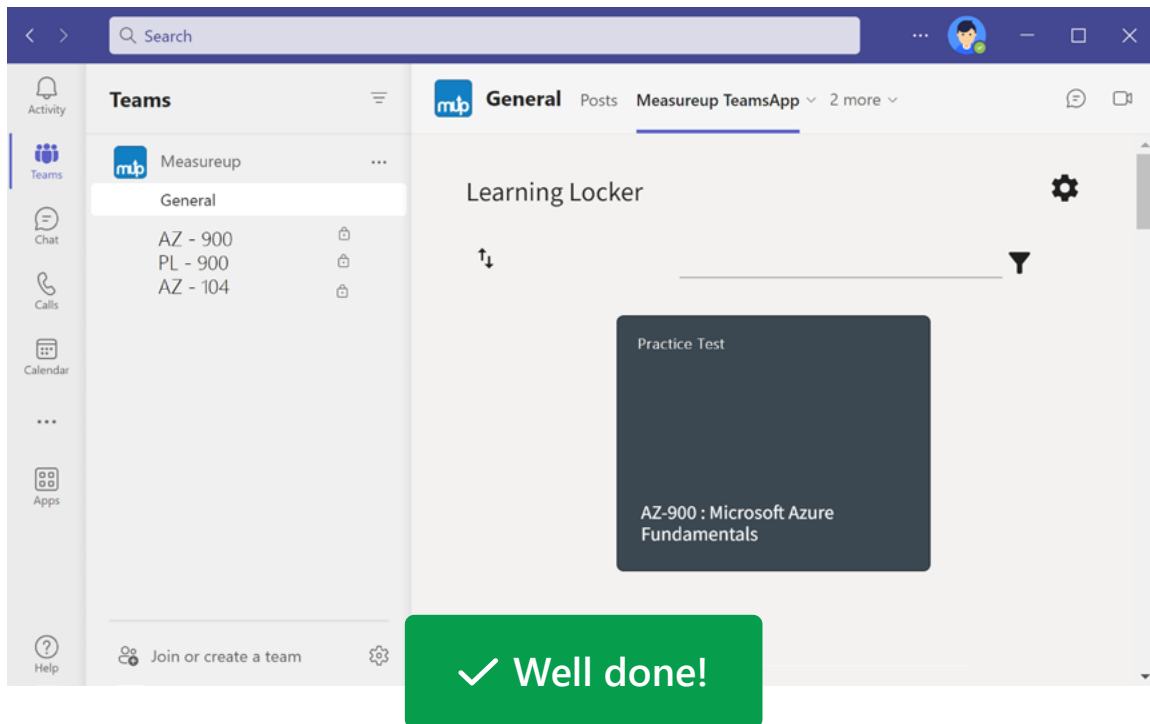 Search
Activity
Teams
Chat
Calls
Calendar
Apps
Help
Teams
mup
Measureup
General
AZ - 900
PL - 900
AZ - 104
Join or create a team
mup
General Posts Measureup TeamsApp 2 more
Learning Locker
Practice Test
AZ-900 : Microsoft Azure
Fundamentals
Well done!